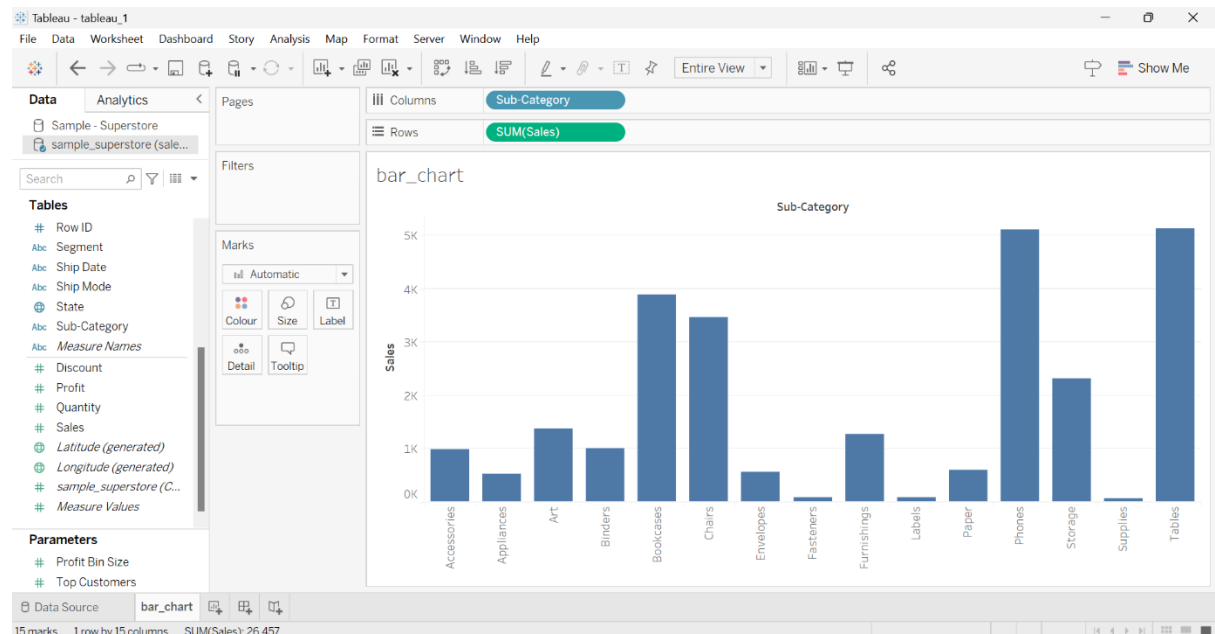 Tableau - tableau_1
File Data Worksheet Dashboard Story Analysis Map Format Server Window Help
Entire View
Show Me
Data Analytics
Sample - Superstore
sample_superstore (sale...
Search
Tables
# Row ID
Abc Segment
Abc Ship Date
Abc Ship Mode
State
Abc Sub-Category
Abc Measure Names
# Discount
# Profit
# Quantity
# Sales
Latitude (generated)
Longitude (generated)
# sample_superstore (C...
# Measure Values
Parameters
# Profit Bin Size
# Top Customers
Pages
Filters
Marks
Automatic
Colour Size Label
Detail Tooltip
Columns Sub-Category
Rows SUM(Sales)
bar_chart
Sub-Category
5K
4K
3K
2K
1K
0K
Sales
Accessories
Appliances
Art
Binders
Bookcases
Chairs
Envelopes
Fasteners
Furnishings
Labels
Paper
Phones
Storage
Supplies
Tables
Data Source bar_chart
15 marks 1 row by 15 columns SUM(Sales): 26,457